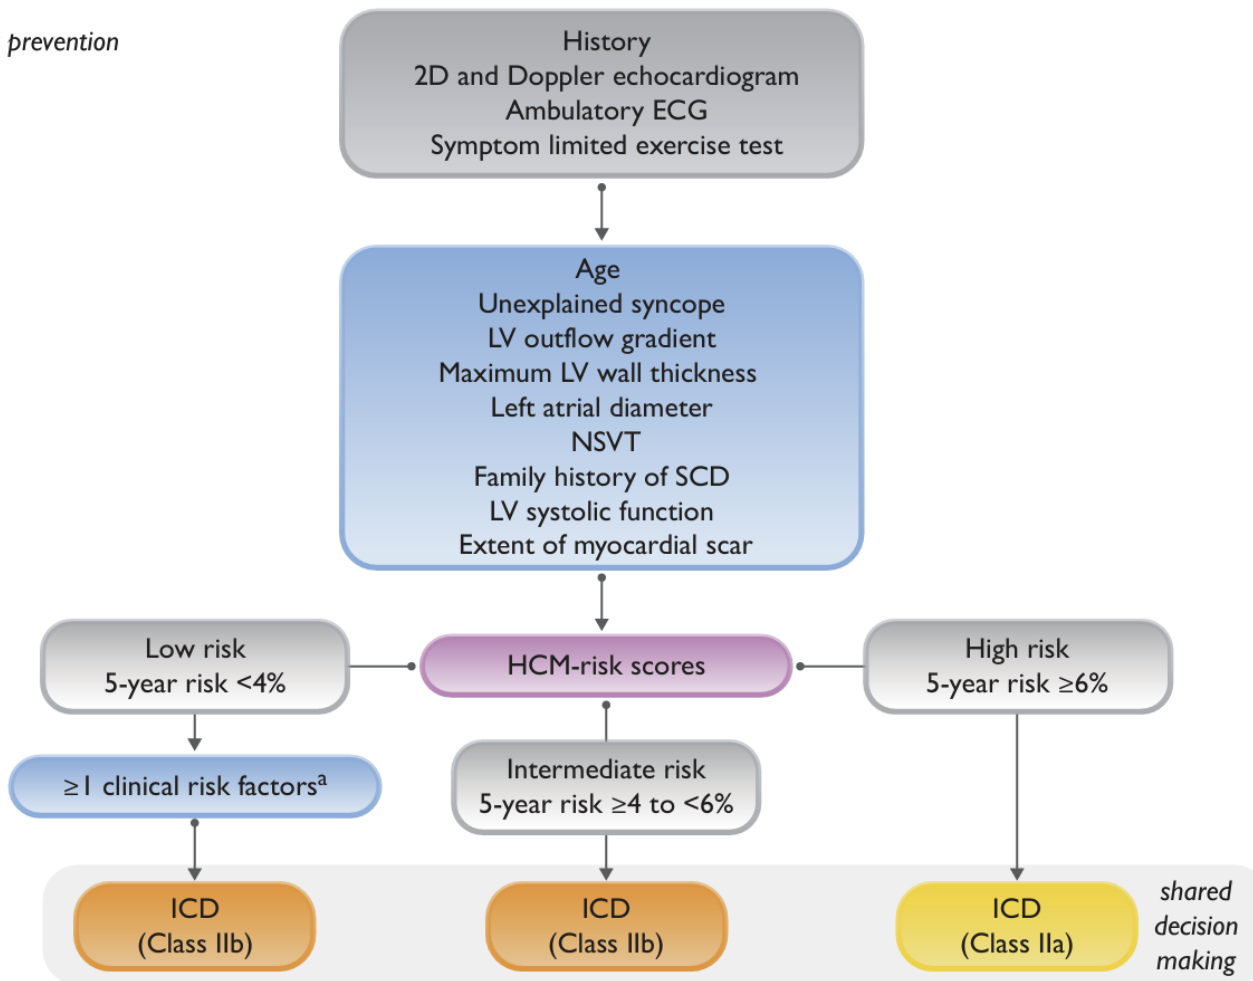 prevention
History
2D and Doppler echocardiogram
Ambulatory ECG
Symptom limited exercise test
Age
Unexplained syncope
LV outflow gradient
Maximum LV wall thickness
Left atrial diameter
NSVT
Family history of SCD
LV systolic function
Extent of myocardial scar
Low risk
5-year risk <4%
HCM-risk scores
High risk
5-year risk ≥6%
≥1 clinical risk factorsᵃ
Intermediate risk
5-year risk ≥4 to <6%
ICD
(Class IIb)
ICD
(Class IIb)
ICD
(Class IIa)
shared
decision
making